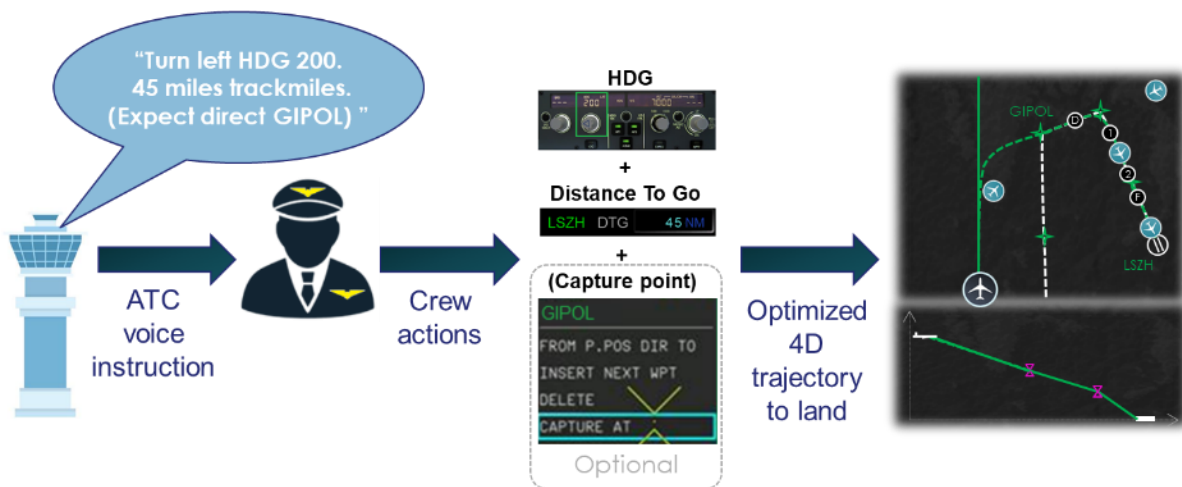 “Turn left HDG 200.
45 miles trackmiles.
(Expect direct GIPOL) ”
ATC
voice
instruction
Crew
actions
HDG
200
7000
+
Distance To Go
LSZH DTG 45 NM
+
(Capture point)
GIPOL
FROM P.POS DIR TO
INSERT NEXT WPT
DELETE
CAPTURE AT
Optional
Optimized
4D
trajectory
to land
GIPOL
D
1
2
F
LSZH